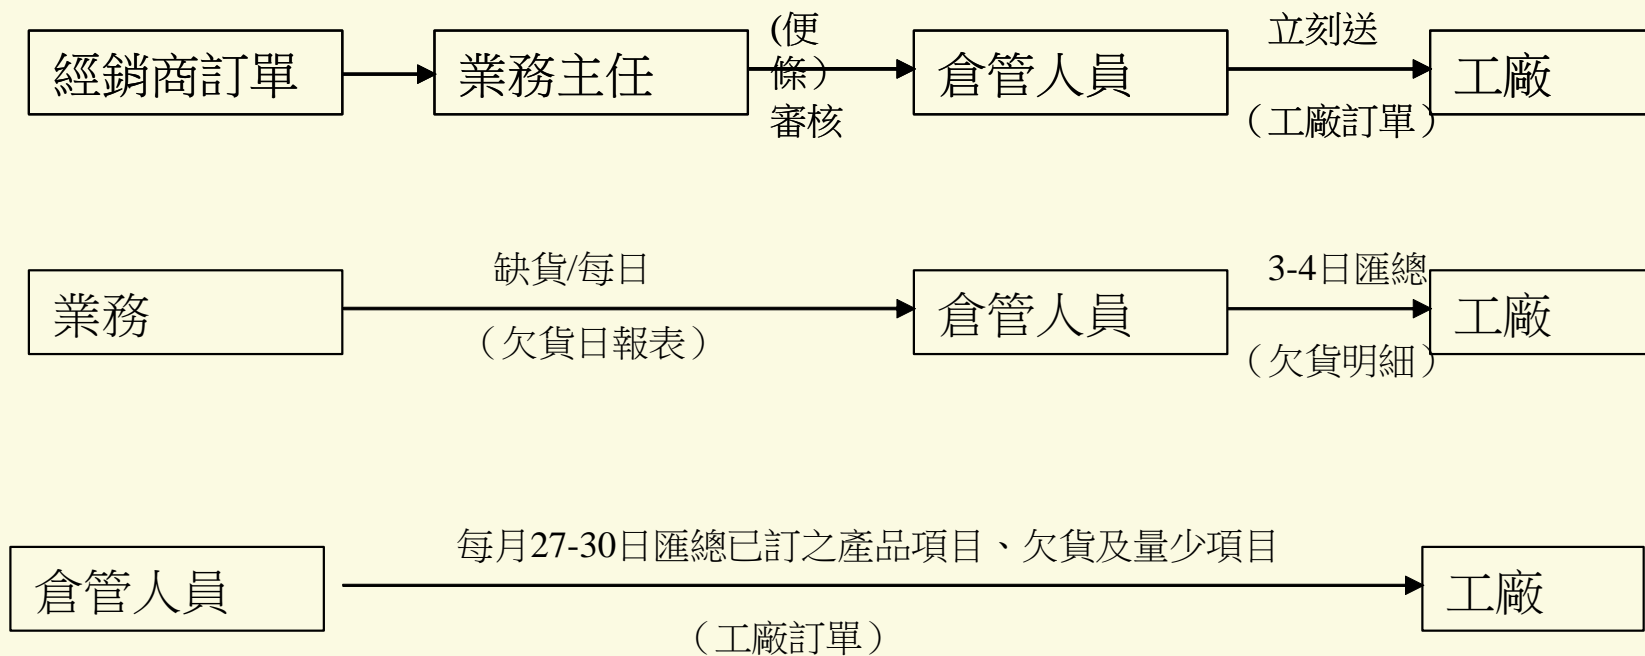 經銷商訂單
業務主任
(便
條)
審核
倉管人員
立刻送
(工廠訂單)
工廠
業務
缺貨/每日
(欠貨日報表)
倉管人員
3-4日匯總
(欠貨明細)
工廠
倉管人員
每月27-30日匯總已訂之產品項目、欠貨及量少項目
(工廠訂單)
工廠